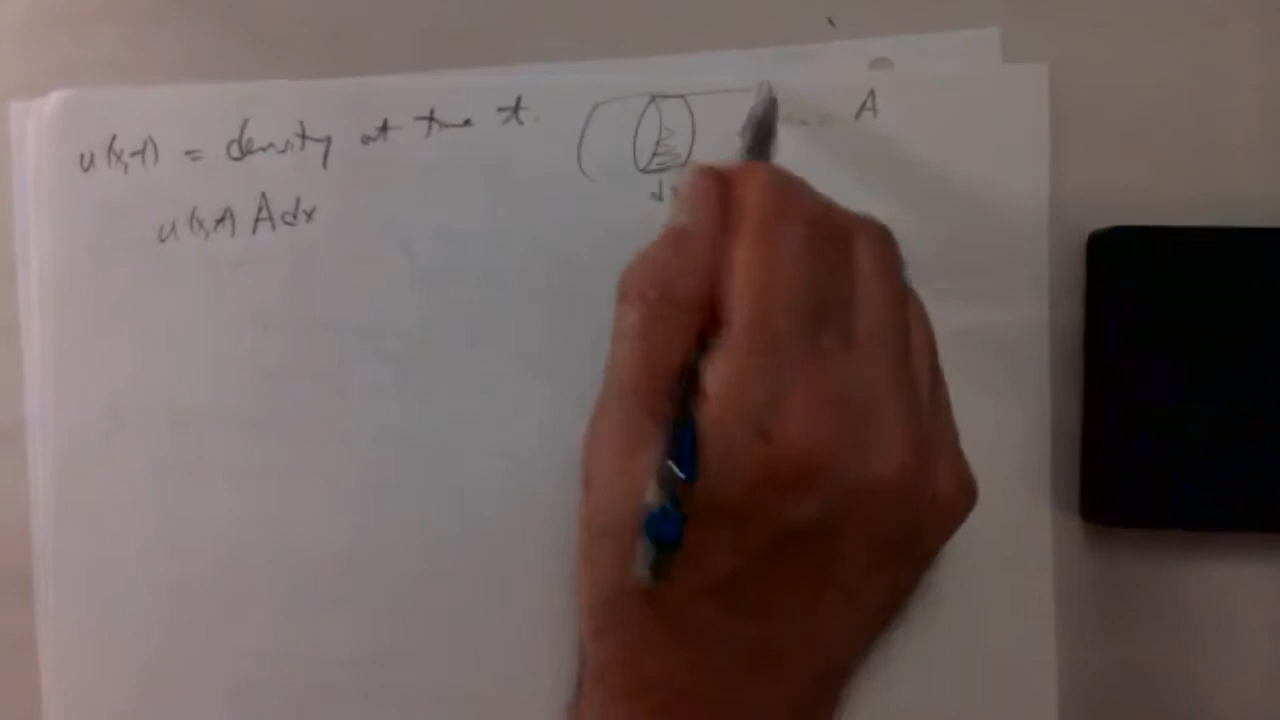 u(x,t) = density at time t.
A
u(x,t) A dx